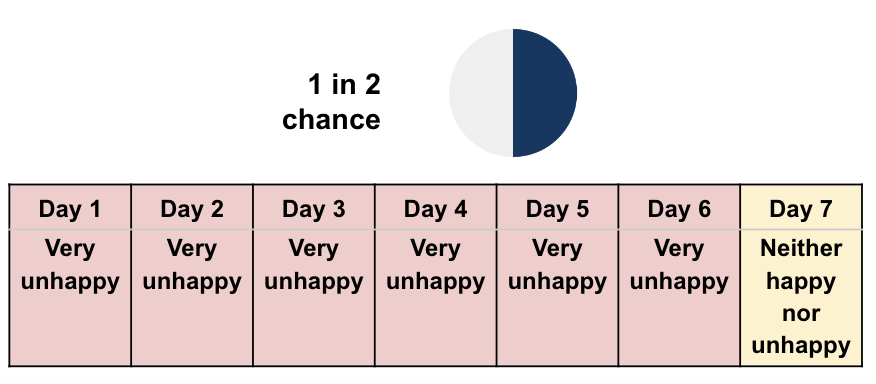 1 in 2
chance
Day 1 Day 2 Day 3 Day 4 Day 5 Day 6 Day 7
Very Very Very Very Very Very Neither
unhappy unhappy unhappy unhappy unhappy unhappy happy
nor
unhappy